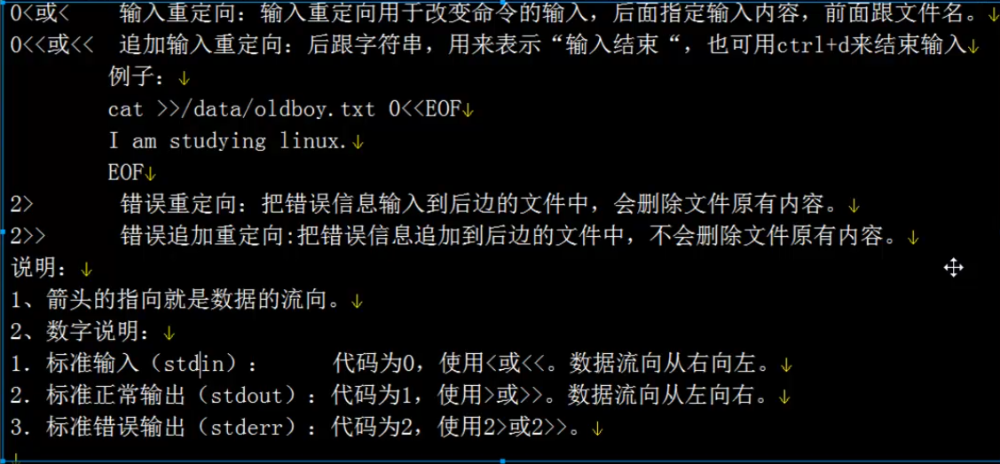 0<或<    输入重定向：输入重定向用于改变命令的输入，后面指定输入内容，前面跟文件名。↓
0<<或<<  追加输入重定向：后跟字符串，用来表示“输入结束“，也可用ctrl+d来结束输入↓
例子：↓
cat >>/data/oldboy.txt 0<<EOF↓
I am studying linux.↓
EOF↓
2>       错误重定向：把错误信息输入到后边的文件中，会删除文件原有内容。↓
2>>      错误追加重定向:把错误信息追加到后边的文件中，不会删除文件原有内容。↓
说明：↓
1、箭头的指向就是数据的流向。↓
2、数字说明：↓
1. 标准输入（stdin）：    代码为0，使用<或<<。数据流向从右向左。↓
2. 标准正常输出（stdout）：代码为1，使用>或>>。数据流向从左向右。↓
3. 标准错误输出（stderr）：代码为2，使用2>或2>>。↓
↓